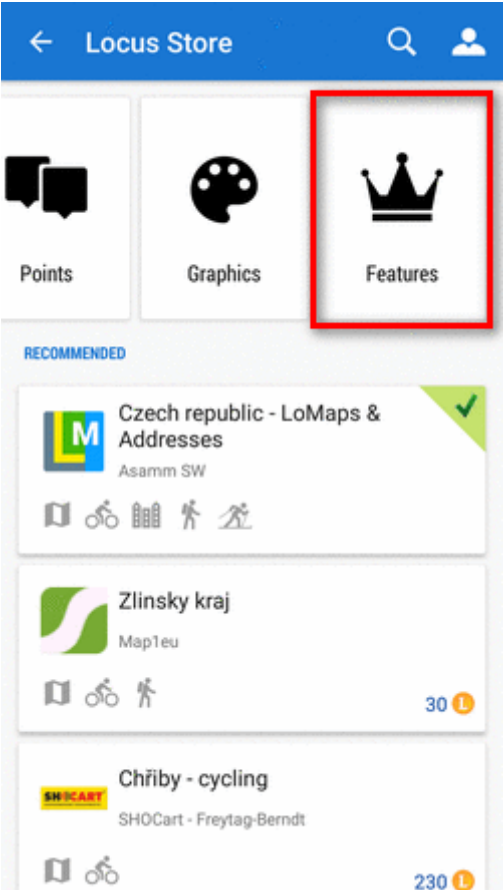 Locus Store
Points
Graphics
Features
RECOMMENDED
M
Czech republic - LoMaps &
Addresses
Asamm SW
Zlinsky kraj
Map1eu
30 L
SHOCART
Chřiby - cycling
SHOCart - Freytag-Berndt
230 L